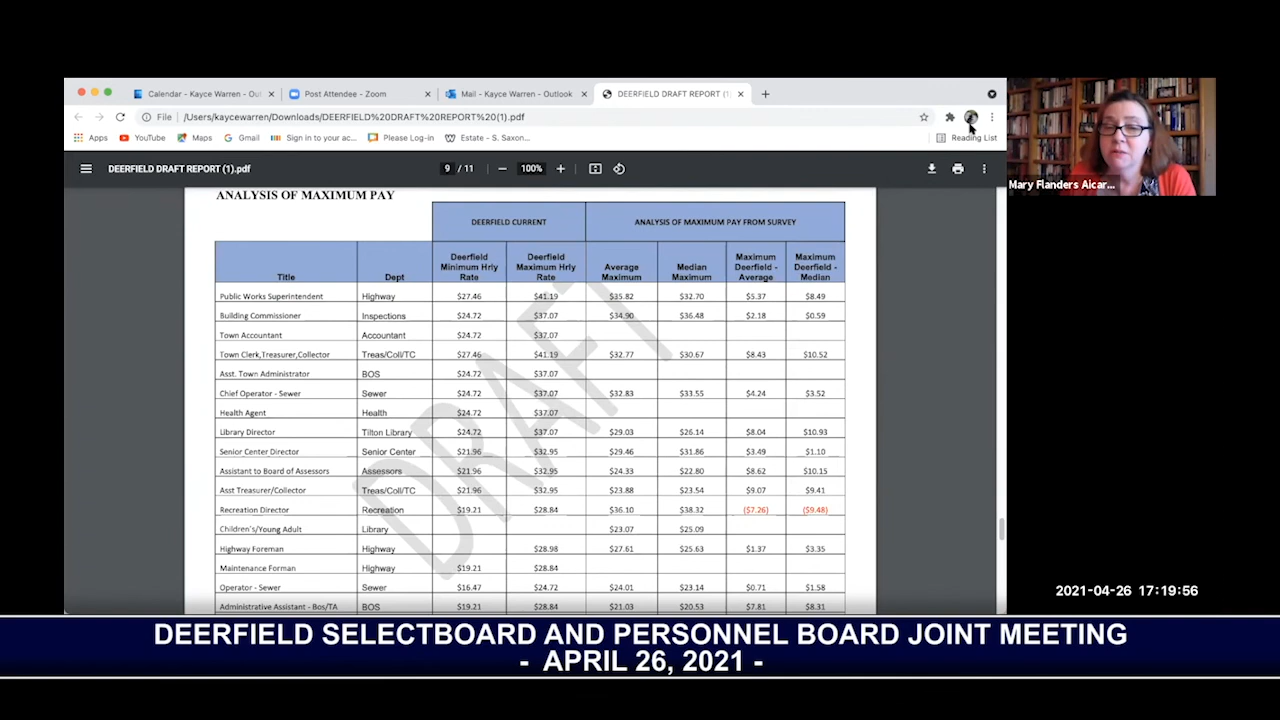 Calendar - Kayce Warren - Out
Post Attendee - Zoom
Mail - Kayce Warren - Outlook
DEERFIELD DRAFT REPORT (1)
File
/Users/kaycewarren/Downloads/DEERFIELD%20DRAFT%20REPORT%20(1).pdf
Apps
YouTube
Maps
Gmail
Sign in to your ac...
Please Log-in
Estate - S. Saxon...
Reading List
DEERFIELD DRAFT REPORT (1).pdf
9 / 11
100%
Mary Flanders Aicar...
ANALYSIS OF MAXIMUM PAY
DEERFIELD CURRENT ANALYSIS OF MAXIMUM PAY FROM SURVEY
Title Dept Deerfield Minimum Hrly Rate Deerfield Maximum Hrly Rate Average Maximum Median Maximum Maximum Deerfield - Average Maximum Deerfield - Median
Public Works Superintendent Highway $27.46 $41.19 $35.82 $32.70 $5.37 $8.49
Building Commissioner Inspections $24.72 $37.07 $34.90 $36.48 $2.18 $0.59
Town Accountant Accountant $24.72 $37.07
Town Clerk,Treasurer,Collector Treas/Coll/TC $27.46 $41.19 $32.77 $30.67 $8.43 $10.52
Asst. Town Administrator BOS $24.72 $37.07
Chief Operator - Sewer Sewer $24.72 $37.07 $32.83 $33.55 $4.24 $3.52
Health Agent Health $24.72 $37.07
Library Director Tilton Library $24.72 $37.07 $29.03 $26.14 $8.04 $10.93
Senior Center Director Senior Center $21.96 $32.95 $29.46 $31.86 $3.49 $1.10
Assistant to Board of Assessors Assessors $21.96 $32.95 $24.33 $22.80 $8.62 $10.15
Asst Treasurer/Collector Treas/Coll/TC $21.96 $32.95 $23.88 $23.54 $9.07 $9.41
Recreation Director Recreation $19.21 $28.84 $36.10 $38.32 ($7.26) ($9.48)
Children's/Young Adult Library $23.07 $25.09
Highway Foreman Highway $28.98 $27.61 $25.63 $1.37 $3.35
Maintenance Forman Highway $19.21 $28.84
Operator - Sewer Sewer $16.47 $24.72 $24.01 $23.14 $0.71 $1.58
Administrative Assistant - Bos/TA BOS $19.21 $28.84 $21.03 $20.53 $7.81 $8.31
DRAFT
2021-04-26 17:19:56
DEERFIELD SELECTBOARD AND PERSONNEL BOARD JOINT MEETING
- APRIL 26, 2021 -